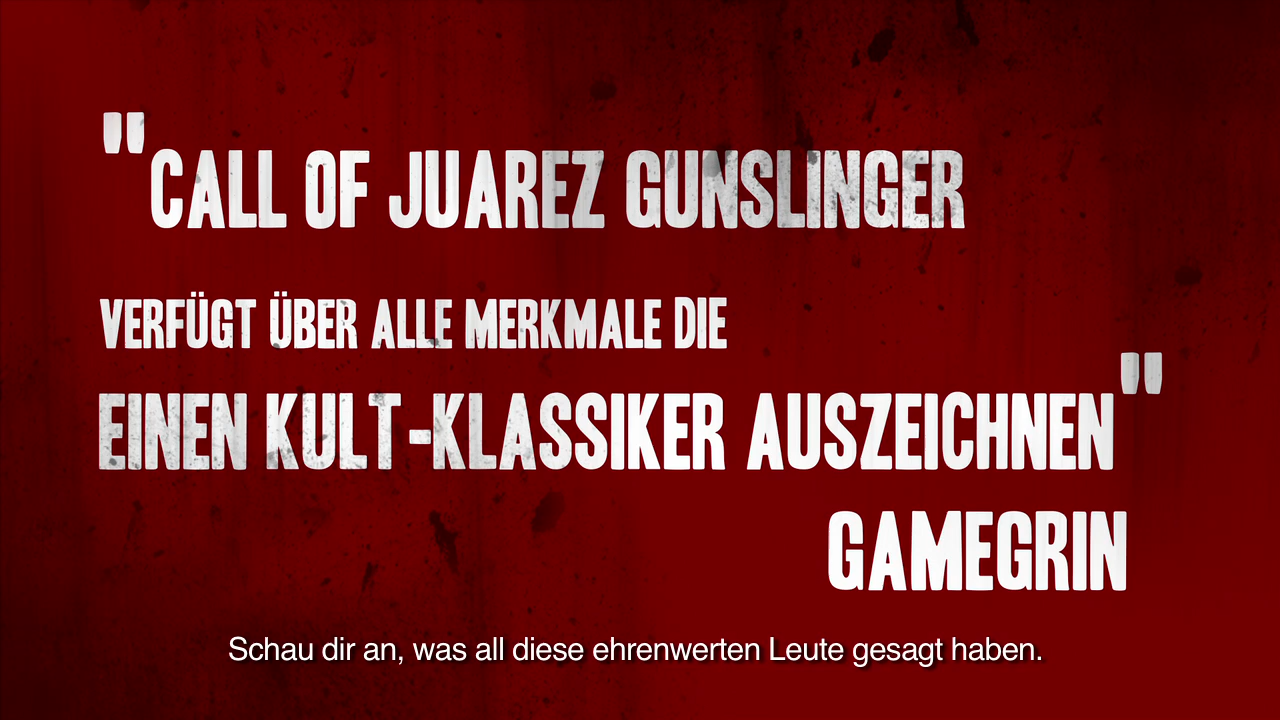 "CALL OF JUAREZ GUNSLINGER
VERFÜGT ÜBER ALLE MERKMALE DIE
EINEN KULT-KLASSIKER AUSZEICHNEN"
GAMEGRIN
Schau dir an, was all diese ehrenwerten Leute gesagt haben.